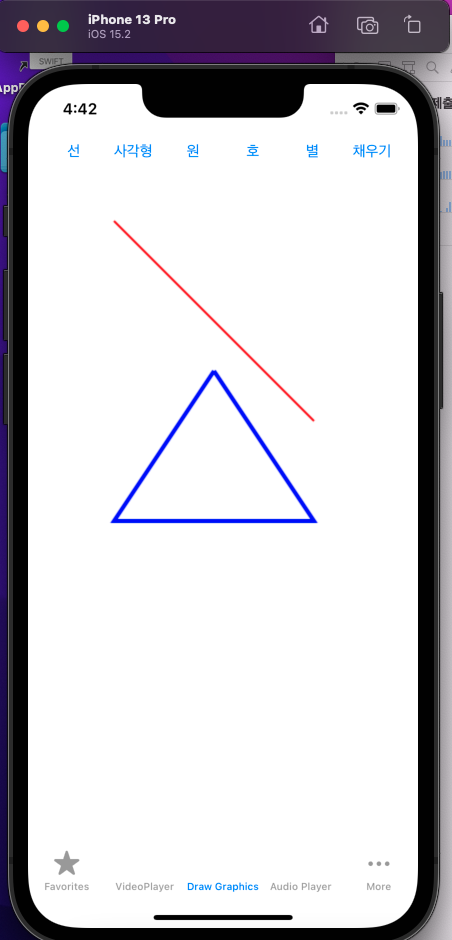 iPhone 13 Pro
iOS 15.2
SWIFT
4:42
선 사각형 원 호 별 채우기
Favorites VideoPlayer Draw Graphics Audio Player More